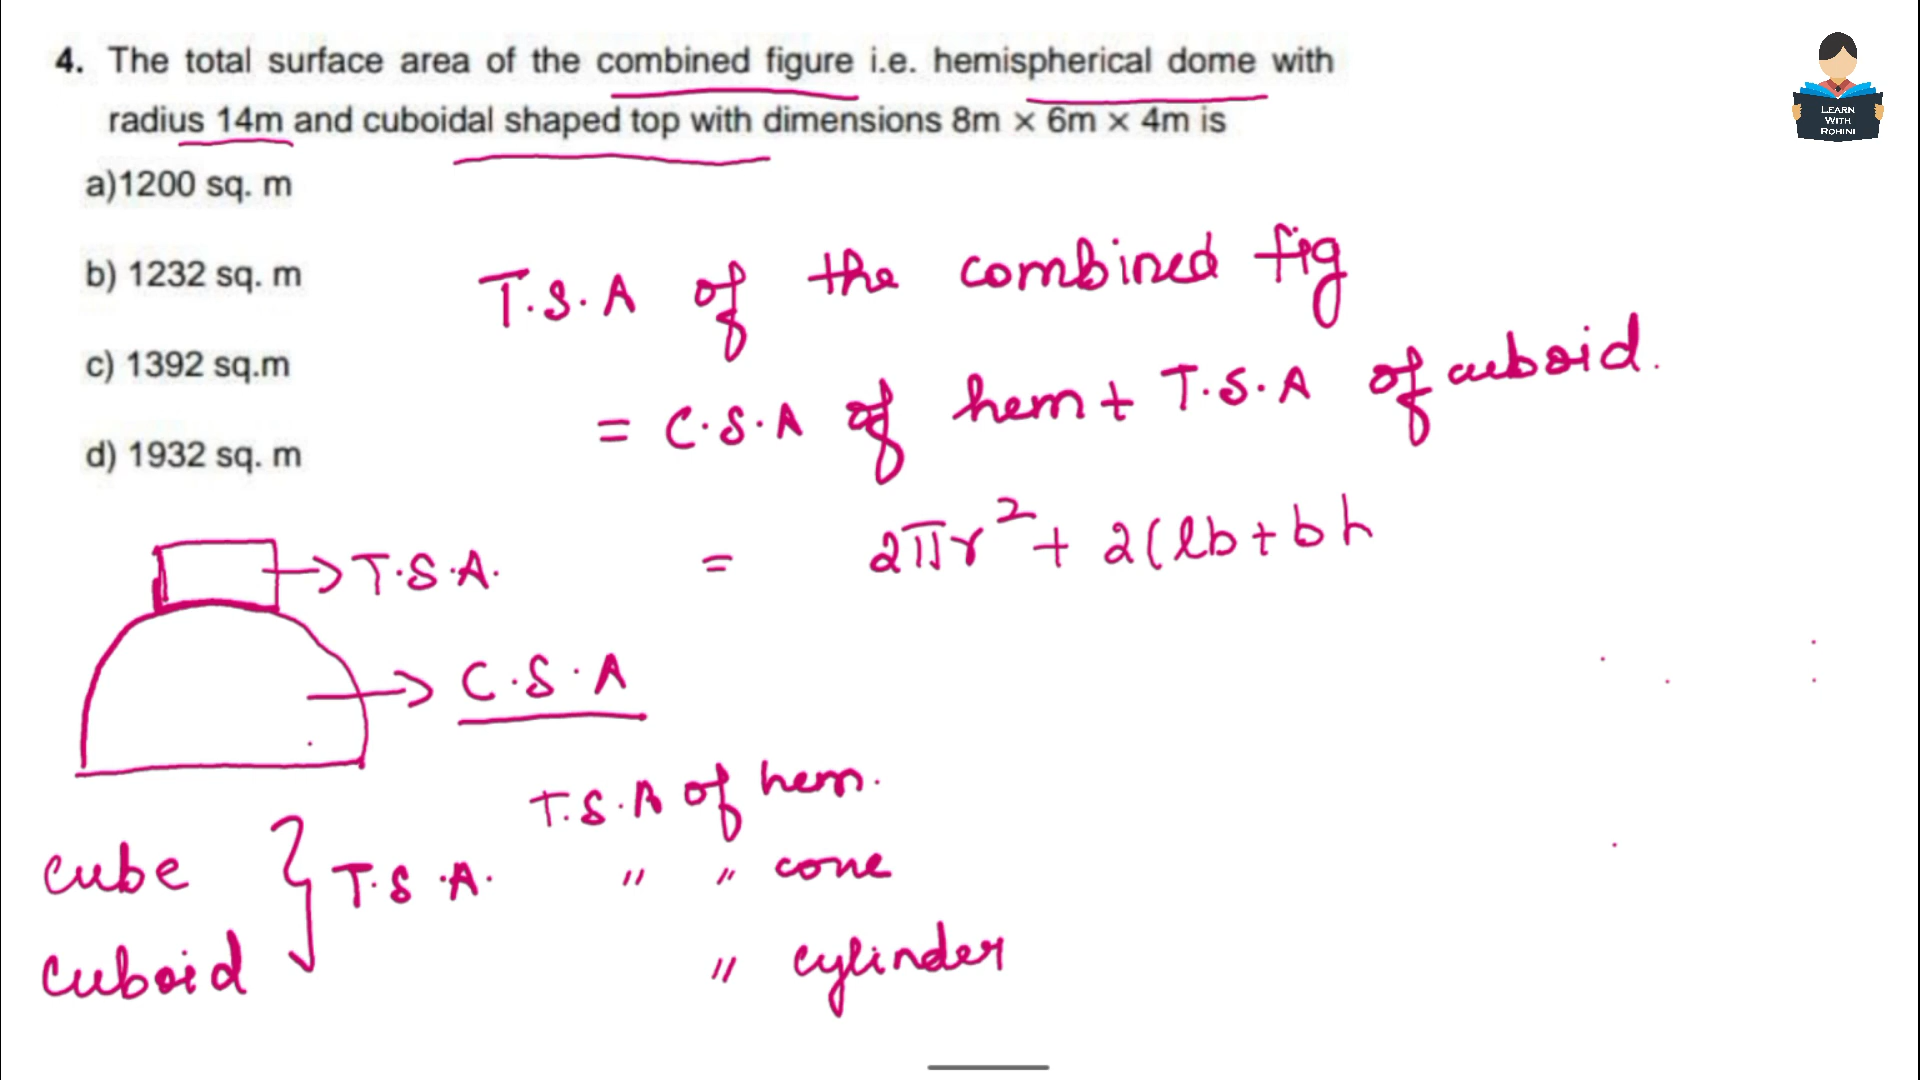 4. The total surface area of the combined figure i.e. hemispherical dome with
radius 14m and cuboidal shaped top with dimensions 8m × 6m × 4m is
a)1200 sq. m
b) 1232 sq. m
c) 1392 sq.m
d) 1932 sq. m
LEARN
WITH
ROHINI
T.S.A of the combined fig
= C.S.A of hem + T.S.A of cuboid.
= 2πr² + 2(lb + bh
→ T.S.A.
→ C.S.A
T.S.A of hem.
" " cone
" cylinder
cube
cuboid } T.S.A.